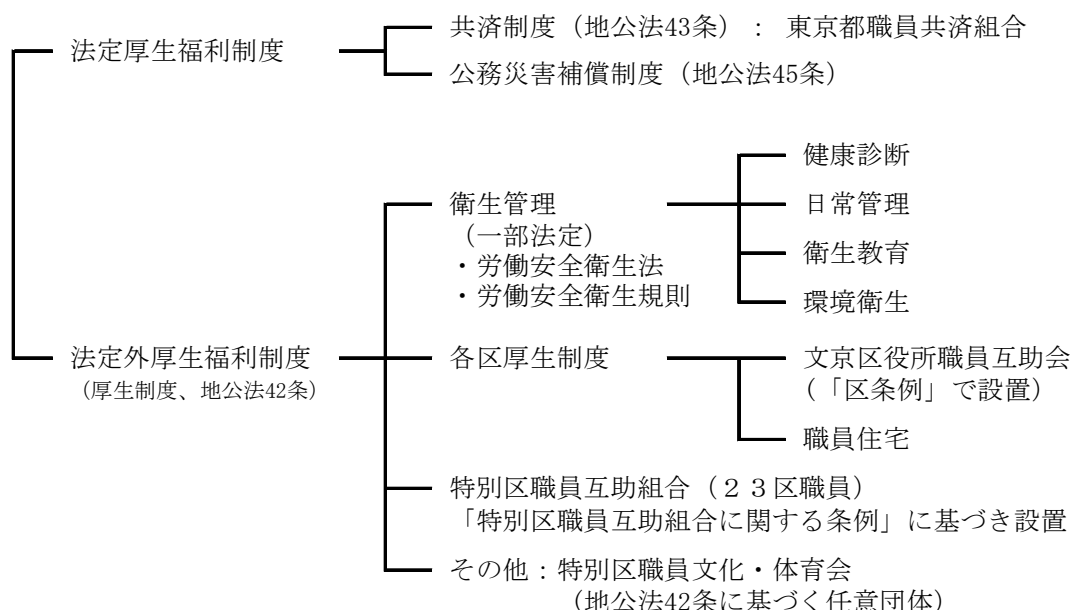 共済制度（地公法43条）： 東京都職員共済組合
法定厚生福利制度
公務災害補償制度（地公法45条）
健康診断
衛生管理
日常管理
（一部法定）
・労働安全衛生法
衛生教育
・労働安全衛生規則
環境衛生
法定外厚生福利制度
各区厚生制度
文京区役所職員互助会
（厚生制度、地公法42条）
（「区条例」で設置）
職員住宅
特別区職員互助組合（２３区職員）
「特別区職員互助組合に関する条例」に基づき設置
その他：特別区職員文化・体育会
（地公法42条に基づく任意団体）